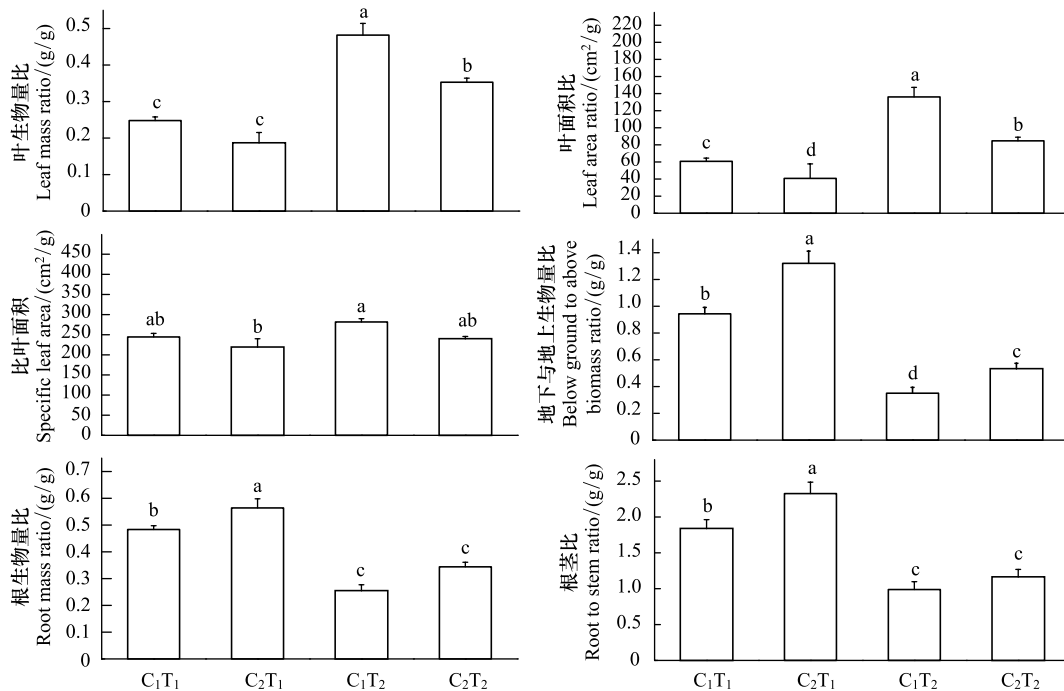 叶生物量比
Leaf mass ratio/(g/g)
0.5
0.4
0.3
0.2
0.1
0
c
c
a
b
叶面积比
Leaf area ratio/(cm²/g)
220
200
180
160
140
120
100
80
60
40
20
0
c
d
a
b
比叶面积
Specific leaf area/(cm²/g)
450
400
350
300
250
200
150
100
50
0
ab
b
a
ab
地下与地上生物量比
Below ground to above
biomass ratio/(g/g)
1.4
1.2
1.0
0.8
0.6
0.4
0.2
0
b
a
d
c
根生物量比
Root mass ratio/(g/g)
0.7
0.6
0.5
0.4
0.3
0.2
0.1
0
b
a
c
c
C₁T₁ C₂T₁ C₁T₂ C₂T₂
根茎比
Root to stem ratio/(g/g)
2.5
2.0
1.5
1.0
0.5
0
b
a
c
c
C₁T₁ C₂T₁ C₁T₂ C₂T₂